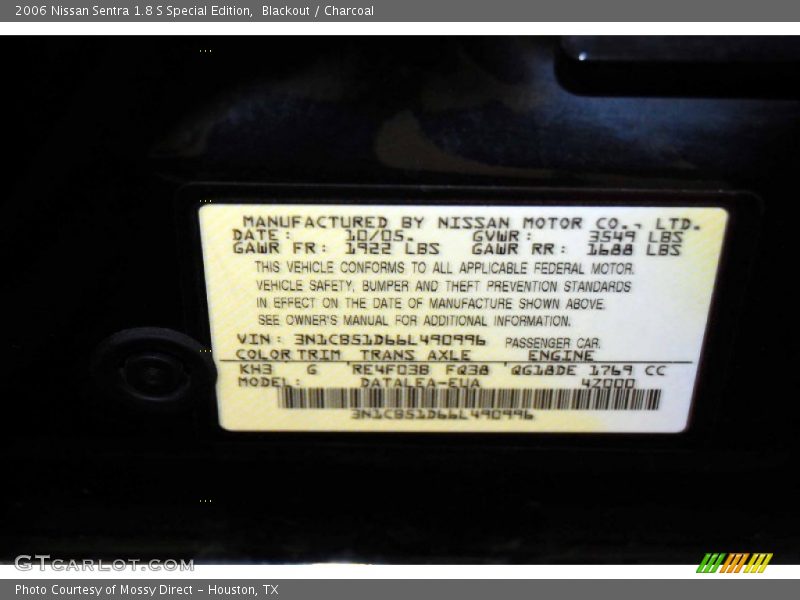 2006 Nissan Sentra 1.8 S Special Edition,  Blackout / Charcoal
MANUFACTURED BY NISSAN MOTOR CO., LTD.
DATE: 10/05. GVWR: 3549 LBS
GAWR FR: 1922 LBS GAWR RR: 1688 LBS
THIS VEHICLE CONFORMS TO ALL APPLICABLE FEDERAL MOTOR
VEHICLE SAFETY, BUMPER AND THEFT PREVENTION STANDARDS
IN EFFECT ON THE DATE OF MANUFACTURE SHOWN ABOVE.
SEE OWNER'S MANUAL FOR ADDITIONAL INFORMATION.
VIN: 3N1CB51D66L490996 PASSENGER CAR.
COLOR TRIM TRANS AXLE ENGINE
KH3 G RE4F03B FQ38 QG18DE 1769 CC
MODEL: DATALEA-EUA 4Z000
3N1CB51D66L490996
GTcarlot.com
Photo Courtesy of Mossy Direct – Houston, TX